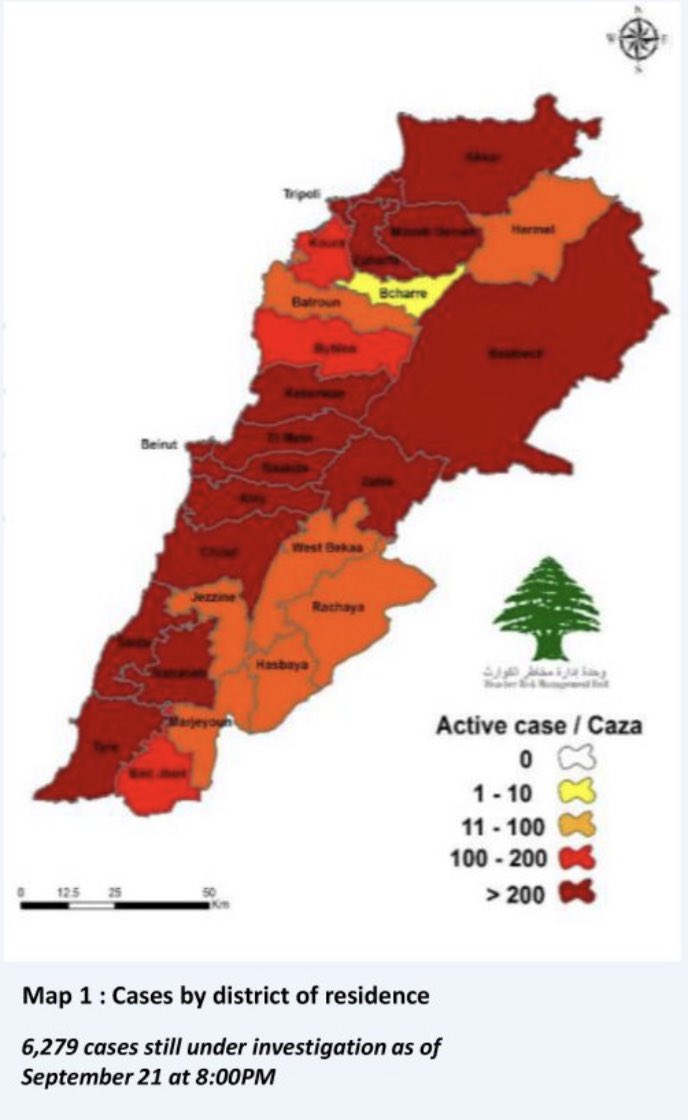 N
W
E
S
Akkar
Tripoli
Minieh-Dennieh
Hermel
Koura
Zgharta
Bcharre
Batroun
Byblos
Baalbeck
Kesrwan
El Metn
Beirut
Baabda
Zahle
Aley
Chouf
West Bekaa
Jezzine
Rachaya
Saida
Hasbaya
Nabatieh
Marjeyoun
Tyre
Bint Jbeil
وحدة إدارة مخاطر الكوارث
Disaster Risk Management Unit
Active case / Caza
0
1 - 10
11 - 100
100 - 200
> 200
0 12.5 25 50
Km
Map 1 : Cases by district of residence
6,279 cases still under investigation as of
September 21 at 8:00PM